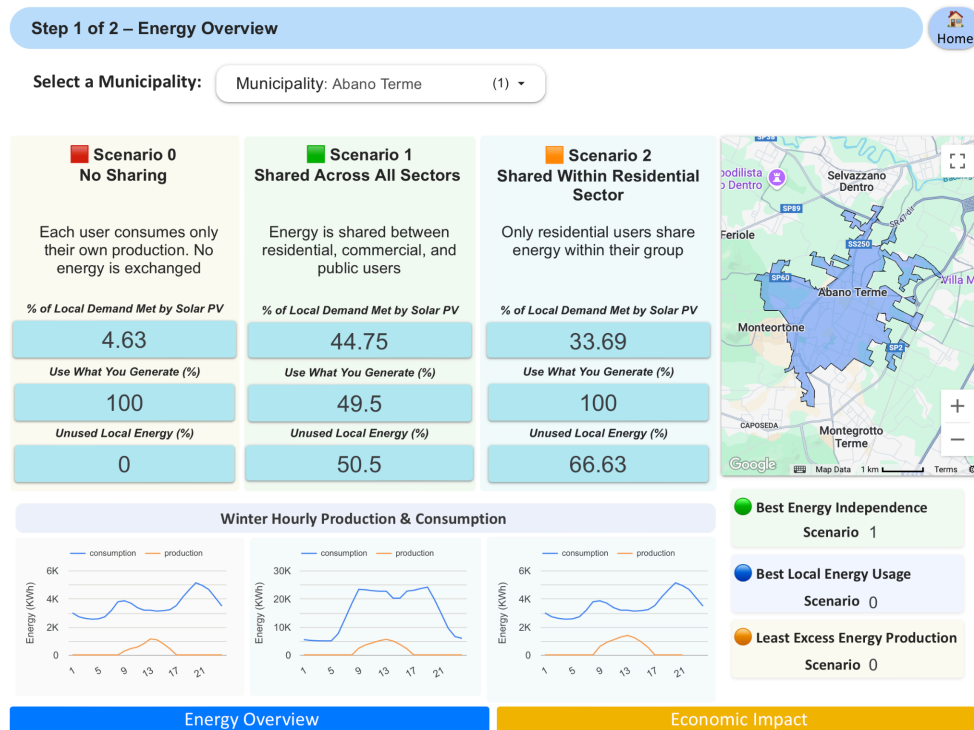 Step 1 of 2 – Energy Overview
Home
Select a Municipality:
Municipality: Abano Terme (1)
Scenario 0
No Sharing
Each user consumes only
their own production. No
energy is exchanged
% of Local Demand Met by Solar PV
4.63
Use What You Generate (%)
100
Unused Local Energy (%)
0
Scenario 1
Shared Across All Sectors
Energy is shared between
residential, commercial, and
public users
% of Local Demand Met by Solar PV
44.75
Use What You Generate (%)
49.5
Unused Local Energy (%)
50.5
Scenario 2
Shared Within Residential
Sector
Only residential users share
energy within their group
% of Local Demand Met by Solar PV
33.69
Use What You Generate (%)
100
Unused Local Energy (%)
66.63
Selvazzano
Dentro
SP89
SR47 dir
Feriole
SS250
SP60
Villa M
Abano Terme
Monteortone
SP2
CAPOSEDA
Montegrotto
Terme
+
−
Google
Map Data
1 km
Terms
Winter Hourly Production & Consumption
consumption production
Energy (KWh)
6K
4K
2K
0
1 5 9 13 17 21
consumption production
Energy (KWh)
30K
20K
10K
0
1 5 9 13 17 21
consumption production
Energy (KWh)
6K
4K
2K
0
1 5 9 13 17 21
Best Energy Independence
Scenario 1
Best Local Energy Usage
Scenario 0
Least Excess Energy Production
Scenario 0
Energy Overview
Economic Impact